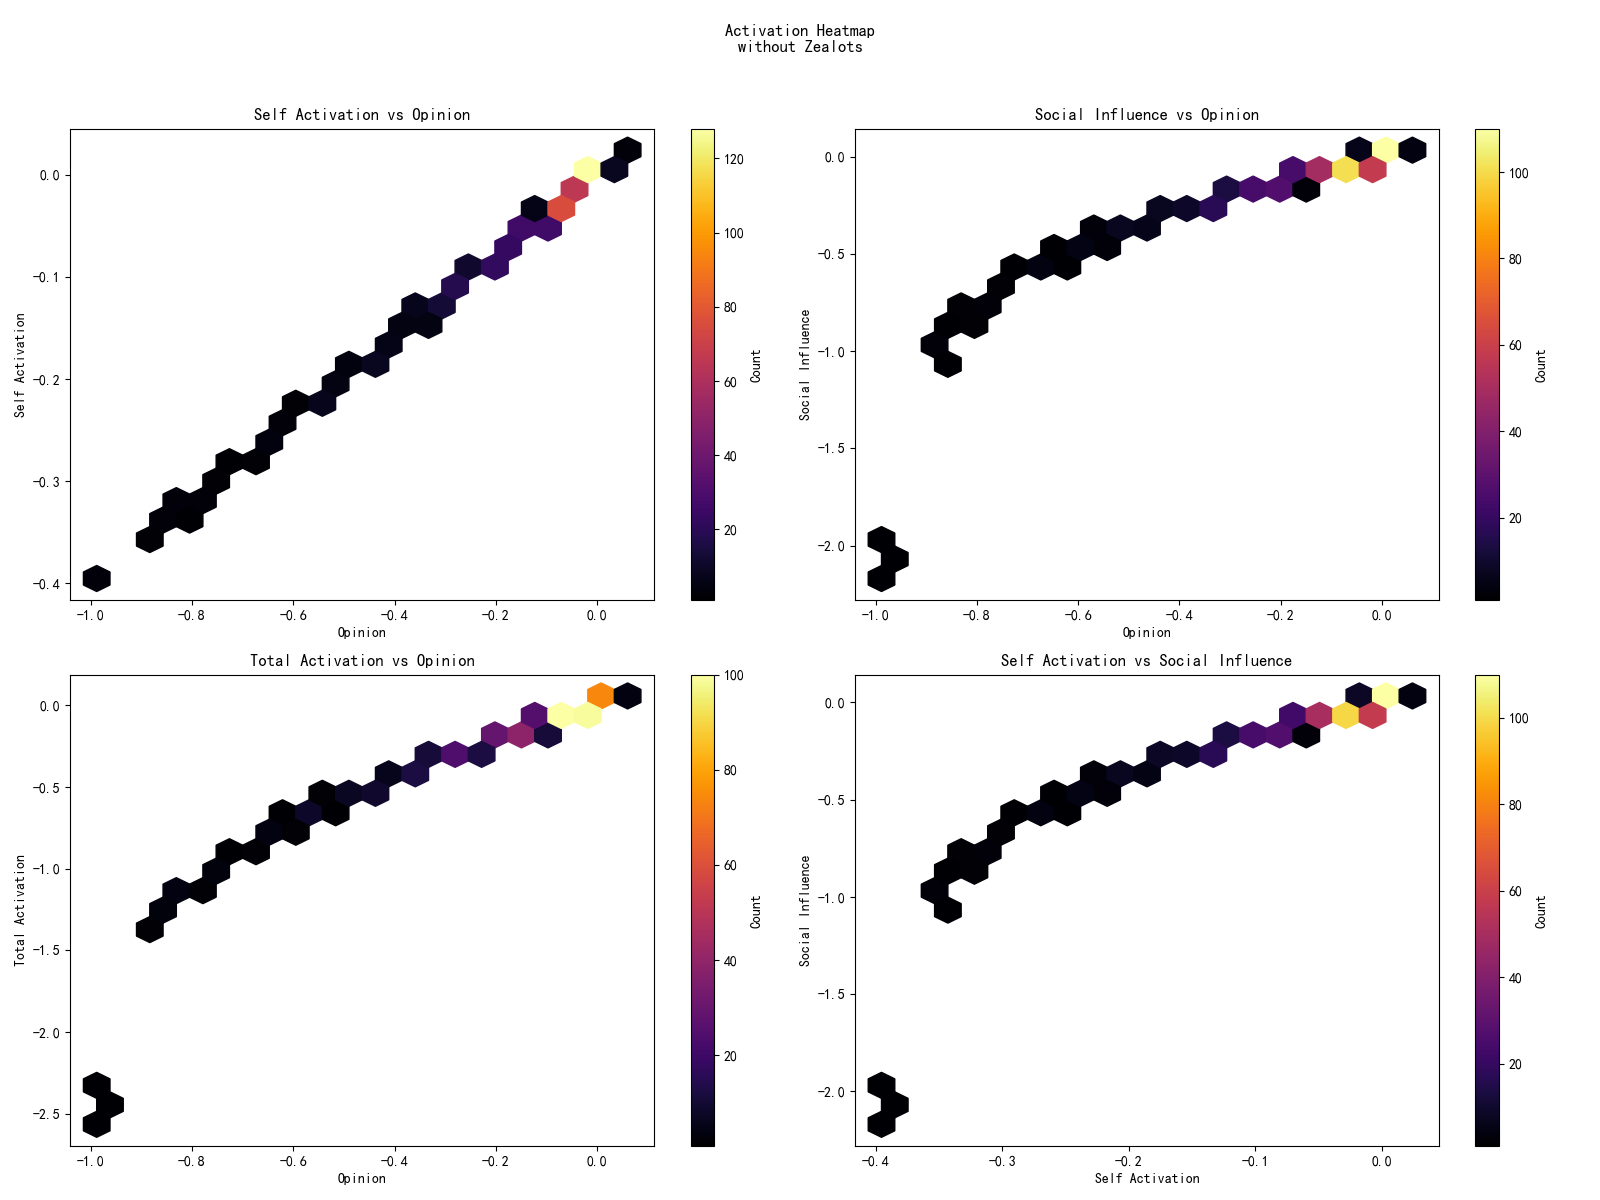 Activation Heatmap
without Zealots
Self Activation vs Opinion
Self Activation
0.0
−0.1
−0.2
−0.3
−0.4
−1.0 −0.8 −0.6 −0.4 −0.2 0.0
Opinion
120
100
80
60
40
20
Count
Social Influence vs Opinion
Social Influence
0.0
−0.5
−1.0
−1.5
−2.0
−1.0 −0.8 −0.6 −0.4 −0.2 0.0
Opinion
100
80
60
40
20
Count
Total Activation vs Opinion
Total Activation
0.0
−0.5
−1.0
−1.5
−2.0
−2.5
−1.0 −0.8 −0.6 −0.4 −0.2 0.0
Opinion
100
80
60
40
20
Count
Self Activation vs Social Influence
Social Influence
0.0
−0.5
−1.0
−1.5
−2.0
−0.4 −0.3 −0.2 −0.1 0.0
Self Activation
100
80
60
40
20
Count